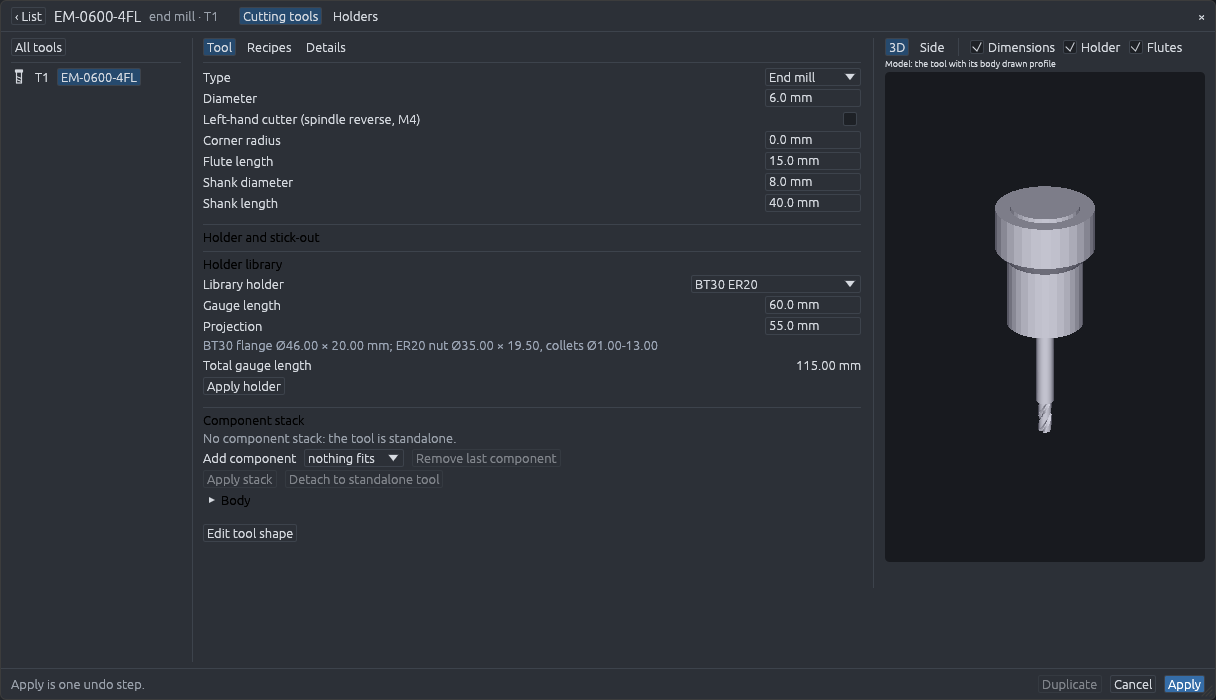 ‹ List EM-0600-4FL end mill · T1 Cutting tools Holders ×
All tools
T1 EM-0600-4FL
Tool Recipes Details
Type End mill
Diameter 6.0 mm
Left-hand cutter (spindle reverse, M4)
Corner radius 0.0 mm
Flute length 15.0 mm
Shank diameter 8.0 mm
Shank length 40.0 mm
Holder and stick-out
Holder library
Library holder BT30 ER20
Gauge length 60.0 mm
Projection 55.0 mm
BT30 flange Ø46.00 × 20.00 mm; ER20 nut Ø35.00 × 19.50, collets Ø1.00-13.00
Total gauge length 115.00 mm
Apply holder
Component stack
No component stack: the tool is standalone.
Add component nothing fits Remove last component
Apply stack Detach to standalone tool
Body
Edit tool shape
3D Side Dimensions Holder Flutes
Model: the tool with its body drawn profile
Apply is one undo step. Duplicate Cancel Apply